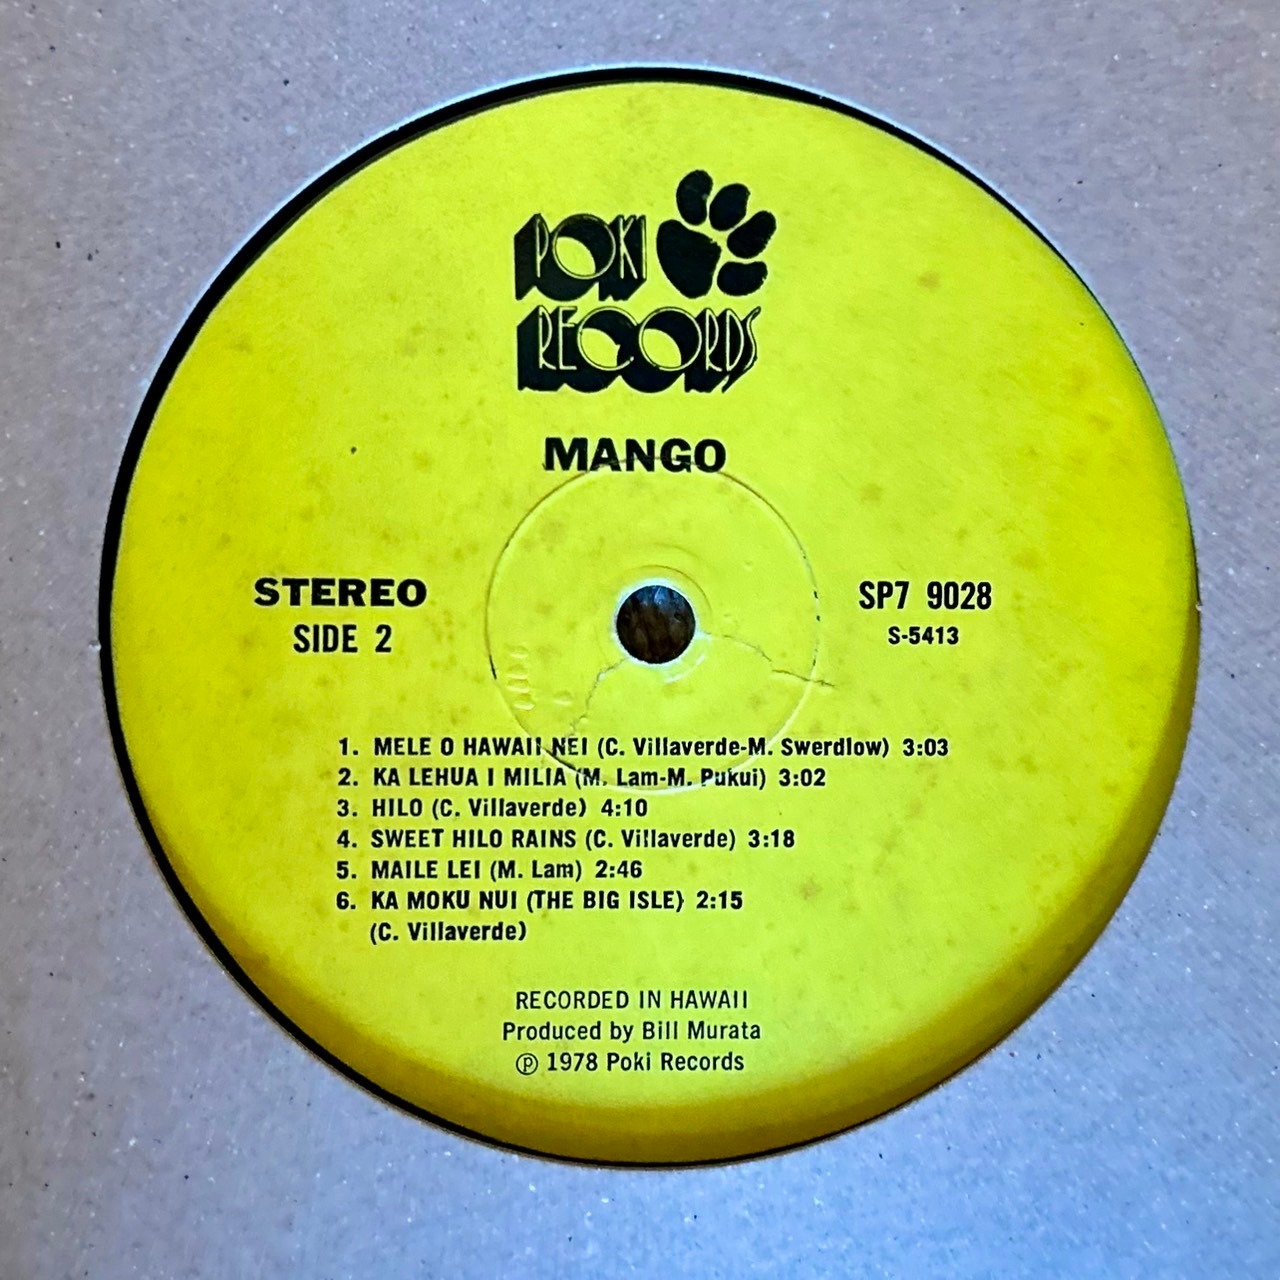 POKI
RECORDS
MANGO
STEREO
SIDE 2
SP7 9028
S-5413
1. MELE O HAWAII NEI (C. Villaverde-M. Swerdlow) 3:03
2. KA LEHUA I MILIA (M. Lam-M. Pukui) 3:02
3. HILO (C. Villaverde) 4:10
4. SWEET HILO RAINS (C. Villaverde) 3:18
5. MAILE LEI (M. Lam) 2:46
6. KA MOKU NUI (THE BIG ISLE) 2:15
(C. Villaverde)
RECORDED IN HAWAII
Produced by Bill Murata
℗ 1978 Poki Records